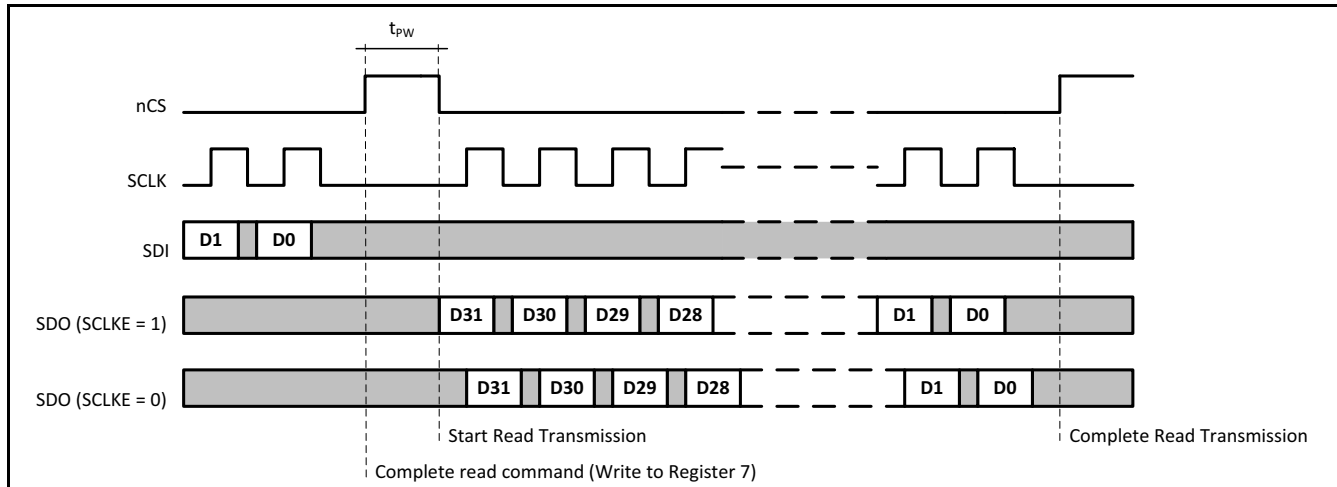 tPW
nCS
SCLK
SDI D1 D0
SDO (SCLKE = 1) D31 D30 D29 D28 D1 D0
SDO (SCLKE = 0) D31 D30 D29 D28 D1 D0
Start Read Transmission Complete Read Transmission
Complete read command (Write to Register 7)